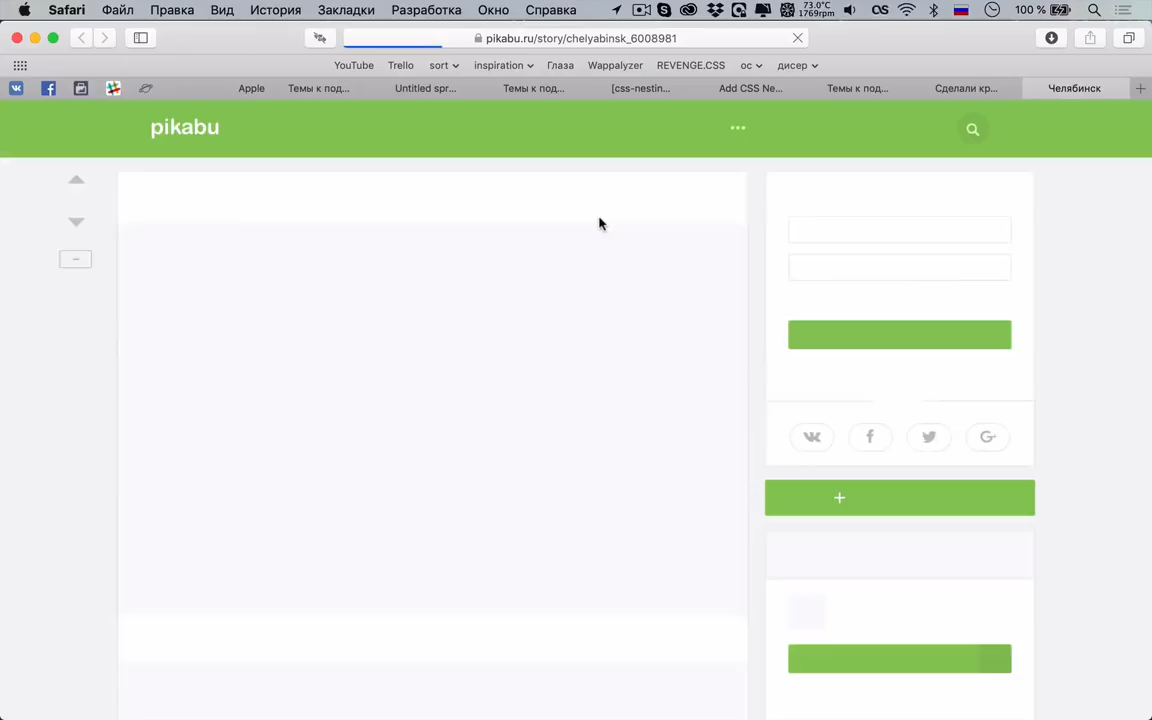 Safari Файл Правка Вид История Закладки Разработка Окно Справка 73.0°C 1769rpm 100 %
pikabu.ru/story/chelyabinsk_6008981
YouTube Trello sort inspiration Глаза Wappalyzer REVENGE.CSS ос дисер
Apple Темы к под... Untitled spr... Темы к под... [css-nestin... Add CSS Ne... Темы к под... Сделали кр... Челябинск
pikabu